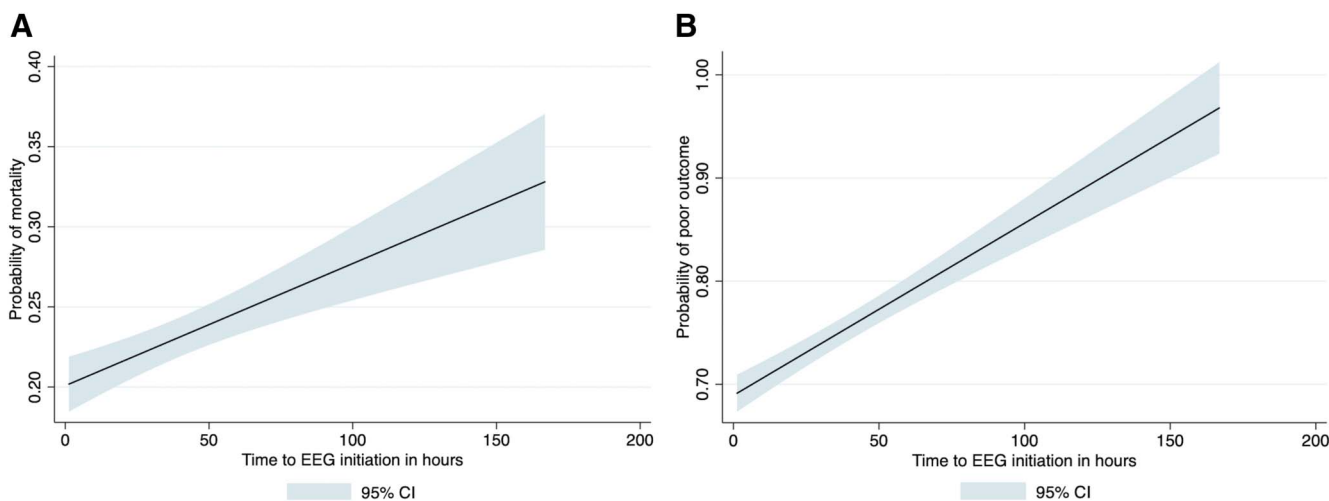 A
Probability of mortality
0.40
0.35
0.30
0.25
0.20
0 50 100 150 200
Time to EEG initiation in hours
95% CI
B
Probability of poor outcome
1.00
0.90
0.80
0.70
0 50 100 150 200
Time to EEG initiation in hours
95% CI